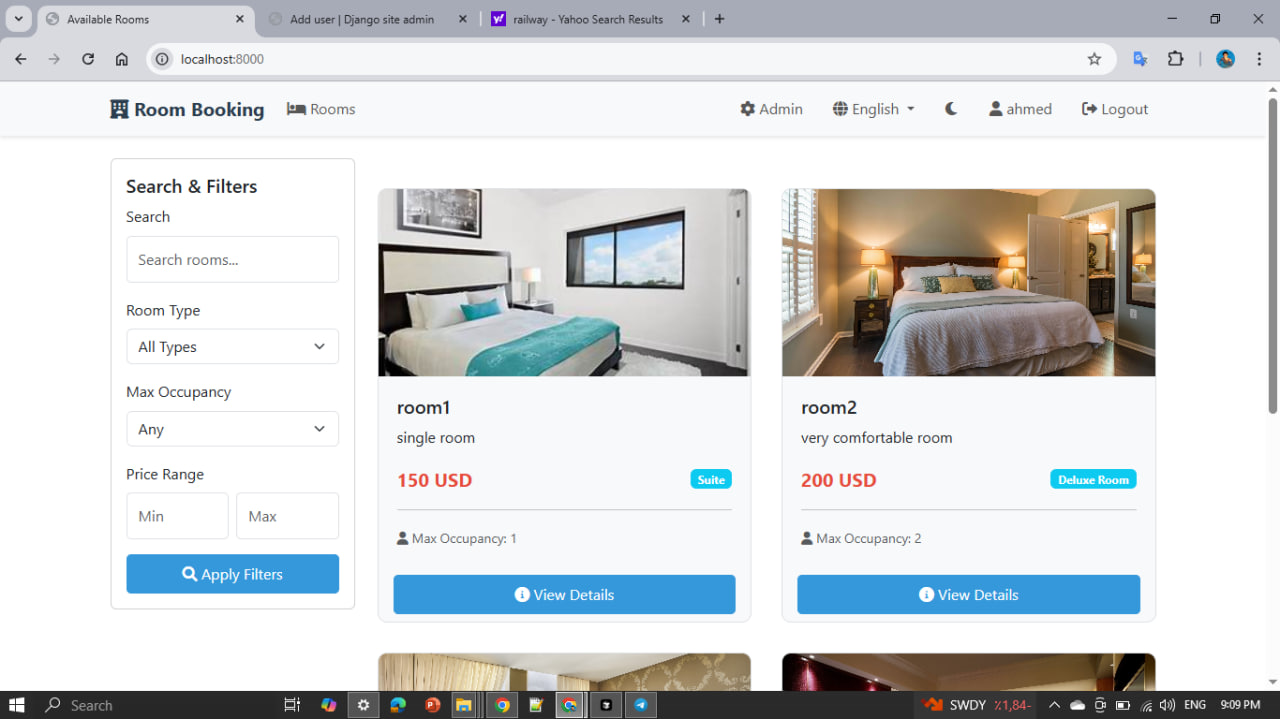 Available Rooms
Add user | Django site admin
railway - Yahoo Search Results
localhost:8000
Room Booking
Rooms
Admin
English
ahmed
Logout
Search & Filters
Search
Search rooms...
Room Type
All Types
Max Occupancy
Any
Price Range
Min
Max
Apply Filters
room1
single room
150 USD
Suite
Max Occupancy: 1
View Details
room2
very comfortable room
200 USD
Deluxe Room
Max Occupancy: 2
View Details
Search
SWDY
٪1,84-
ENG
9:09 PM